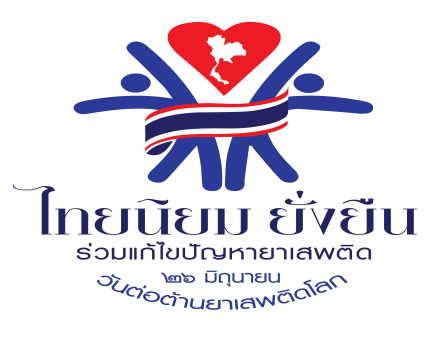 ไทยนิยม ยั่งยืน
ร่วมแก้ไขปัญหายาเสพติด
๒๖ มิถุนายน
วันต่อต้านยาเสพติดโลก